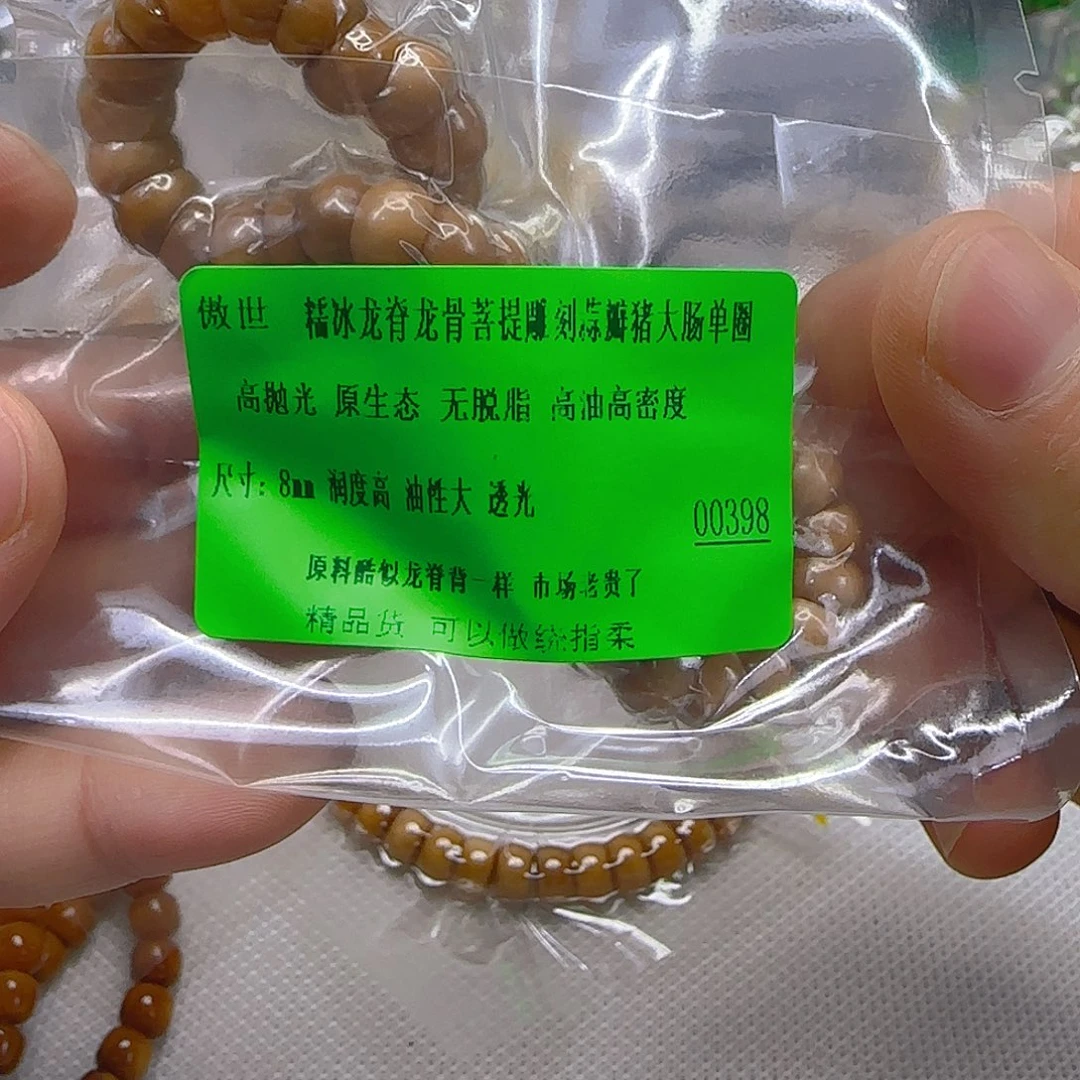 傲世 糯冰龙脊龙骨菩提雕刻蒜瓣猪大肠单圈
高抛光 原生态 无脱脂 高油高密度
尺寸：8mm 润度高 油性大 透光
00398
原料酷似龙脊背一样 市场老贵了
精品货 可以做绕指柔